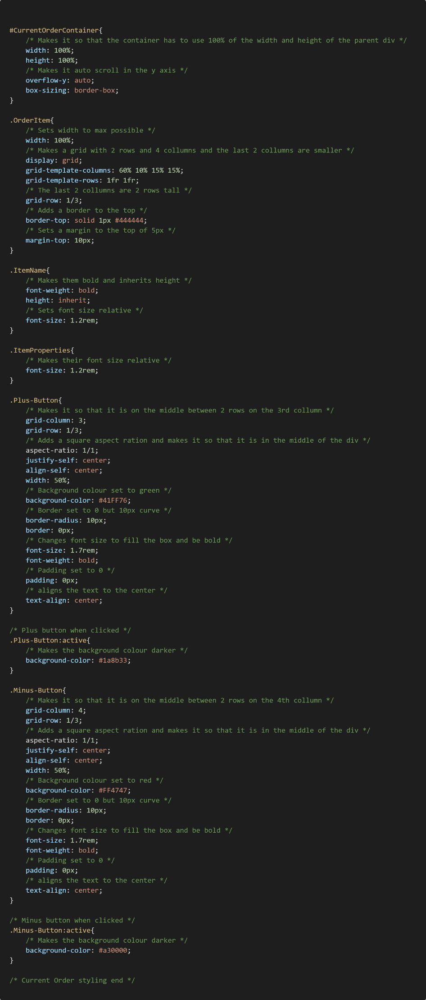 #CurrentOrderContainer{
    /* Makes it so that the container has to use 100% of the width and height of the parent div */
    width: 100%;
    height: 100%;
    /* Makes it auto scroll in the y axis */
    overflow-y: auto;
    box-sizing: border-box;
}

.OrderItem{
    /* Sets width to max possible */
    width: 100%;
    /* Makes a grid with 2 rows and 4 collumns and the last 2 collumns are smaller */
    display: grid;
    grid-template-columns: 60% 10% 15% 15%;
    grid-template-rows: 1fr 1fr;
    /* The last 2 collumns are 2 rows tall */
    grid-row: 1/3;
    /* Adds a border to the top */
    border-top: solid 1px #444444;
    /* Sets a margin to the top of 5px */
    margin-top: 10px;
}

.ItemName{
    /* Makes them bold and inherits height */
    font-weight: bold;
    height: inherit;
    /* Sets font size relative */
    font-size: 1.2rem;
}

.ItemProperties{
    /* Makes their font size relative */
    font-size: 1.2rem;
}

.Plus-Button{
    /* Makes it so that it is on the middle between 2 rows on the 3rd collumn */
    grid-column: 3;
    grid-row: 1/3;
    /* Adds a square aspect ration and makes it so that it is in the middle of the div */
    aspect-ratio: 1/1;
    justify-self: center;
    align-self: center;
    width: 50%;
    /* Background colour set to green */
    background-color: #41FF76;
    /* Border set to 0 but 10px curve */
    border-radius: 10px;
    border: 0px;
    /* Changes font size to fill the box and be bold */
    font-size: 1.7rem;
    font-weight: bold;
    /* Padding set to 0 */
    padding: 0px;
    /* aligns the text to the center */
    text-align: center;
}

/* Plus button when clicked */
.Plus-Button:active{
    /* Makes the background colour darker */
    background-color: #1a8b33;
}

.Minus-Button{
    /* Makes it so that it is on the middle between 2 rows on the 4th collumn */
    grid-column: 4;
    grid-row: 1/3;
    /* Adds a square aspect ration and makes it so that it is in the middle of the div */
    aspect-ratio: 1/1;
    justify-self: center;
    align-self: center;
    width: 50%;
    /* Background colour set to red */
    background-color: #FF4747;
    /* Border set to 0 but 10px curve */
    border-radius: 10px;
    border: 0px;
    /* Changes font size to fill the box and be bold */
    font-size: 1.7rem;
    font-weight: bold;
    /* Padding set to 0 */
    padding: 0px;
    /* aligns the text to the center */
    text-align: center;
}

/* Minus button when clicked */
.Minus-Button:active{
    /* Makes the background colour darker */
    background-color: #a30000;
}

/* Current Order styling end */